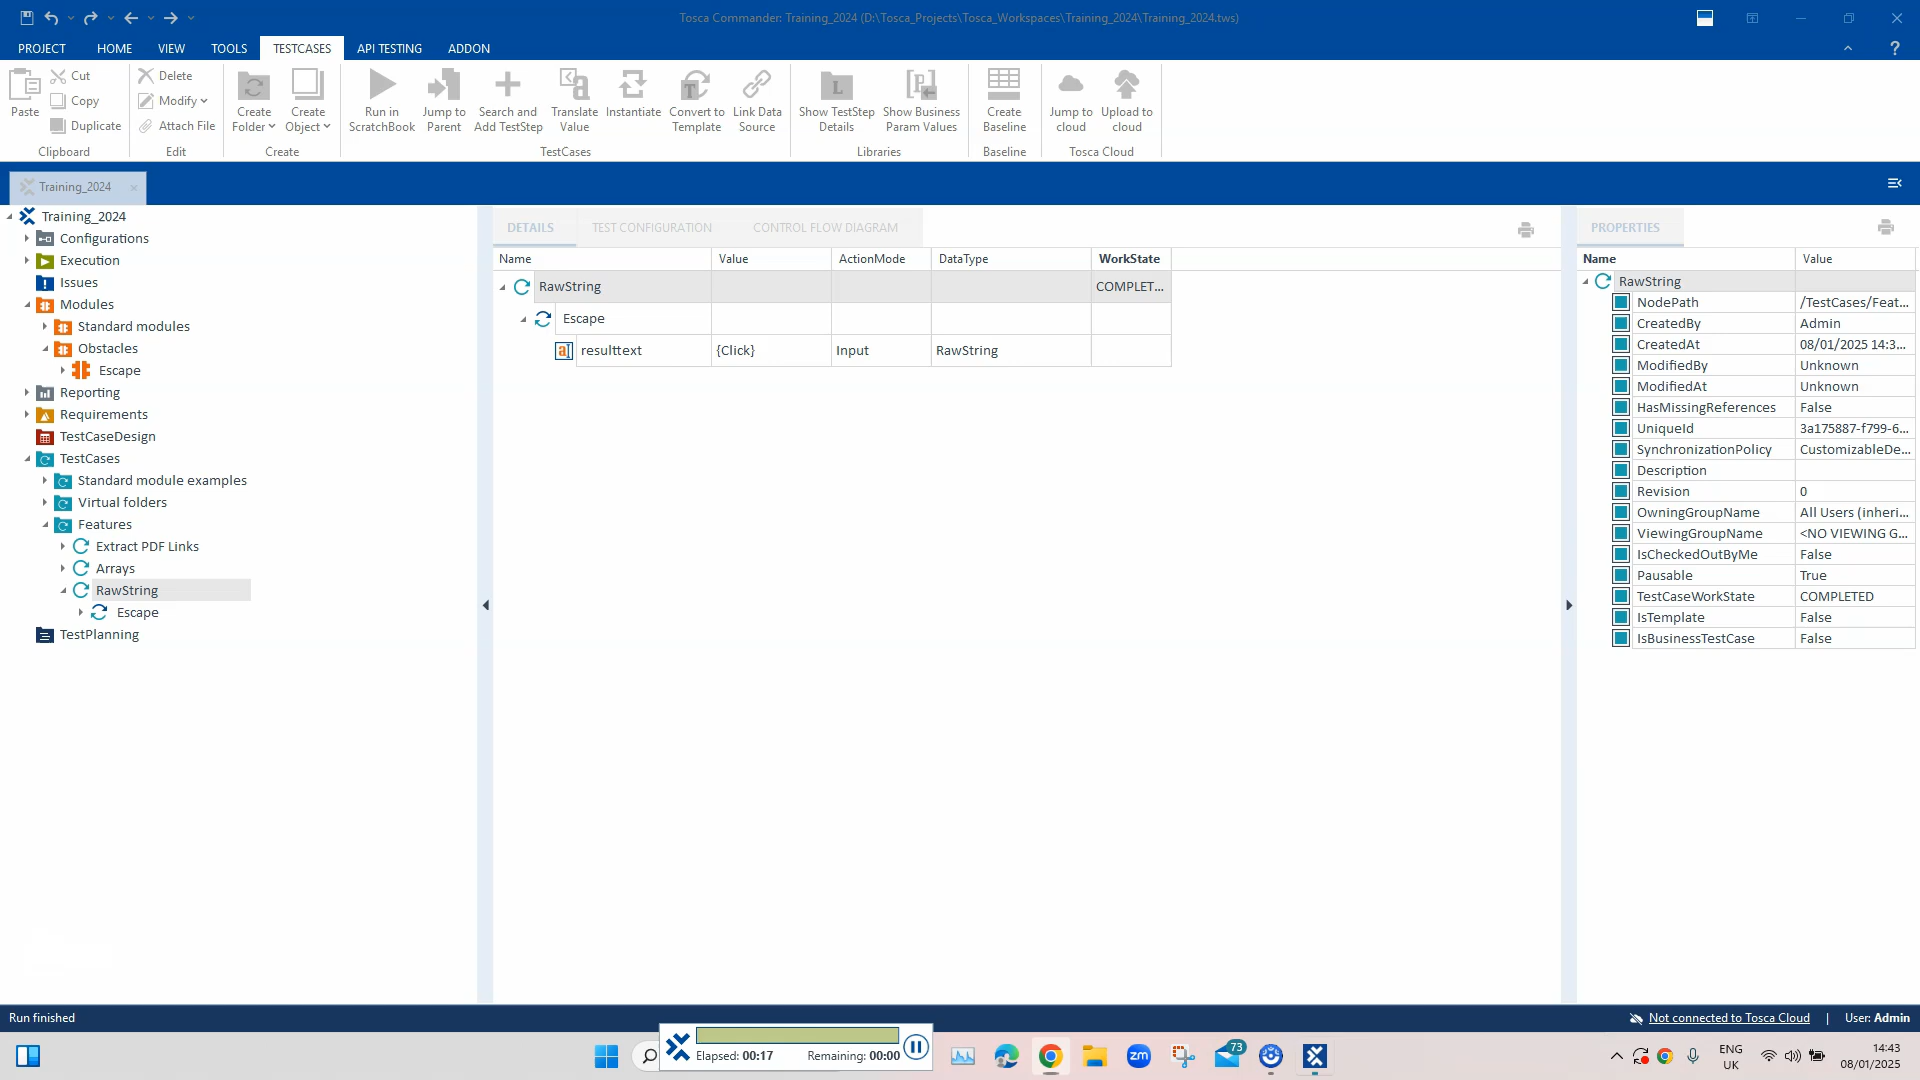 Tosca Commander: Training_2024 (D:\Tosca_Projects\Tosca_Workspaces\Training_2024\Training_2024.tws)
PROJECT HOME VIEW TOOLS TESTCASES API TESTING ADDON
?
Paste Cut Copy Duplicate
Clipboard
Delete Modify Attach File
Edit
Create Folder Create Object
Create
Run in ScratchBook Jump to Parent Search and Add TestStep Translate Value Instantiate Convert to Template Link Data Source
TestCases
Show TestStep Details Show Business Param Values
Libraries
Create Baseline
Baseline
Jump to cloud Upload to cloud
Tosca Cloud
Training_2024
Training_2024
Configurations
Execution
Issues
Modules
Standard modules
Obstacles
Escape
Reporting
Requirements
TestCaseDesign
TestCases
Standard module examples
Virtual folders
Features
Extract PDF Links
Arrays
RawString
Escape
TestPlanning
DETAILS TEST CONFIGURATION CONTROL FLOW DIAGRAM
Name Value ActionMode DataType WorkState
RawString COMPLET...
Escape
resulttext {Click} Input RawString
PROPERTIES
Name Value
RawString
NodePath /TestCases/Feat...
CreatedBy Admin
CreatedAt 08/01/2025 14:3...
ModifiedBy Unknown
ModifiedAt Unknown
HasMissingReferences False
UniqueId 3a175887-f799-6...
SynchronizationPolicy CustomizableDe...
Description
Revision 0
OwningGroupName All Users (inheri...
ViewingGroupName <NO VIEWING G...
IsCheckedOutByMe False
Pausable True
TestCaseWorkState COMPLETED
IsTemplate False
IsBusinessTestCase False
Run finished
Not connected to Tosca Cloud | User: Admin
Elapsed: 00:17 Remaining: 00:00
zm
73
ENG
UK
14:43
08/01/2025